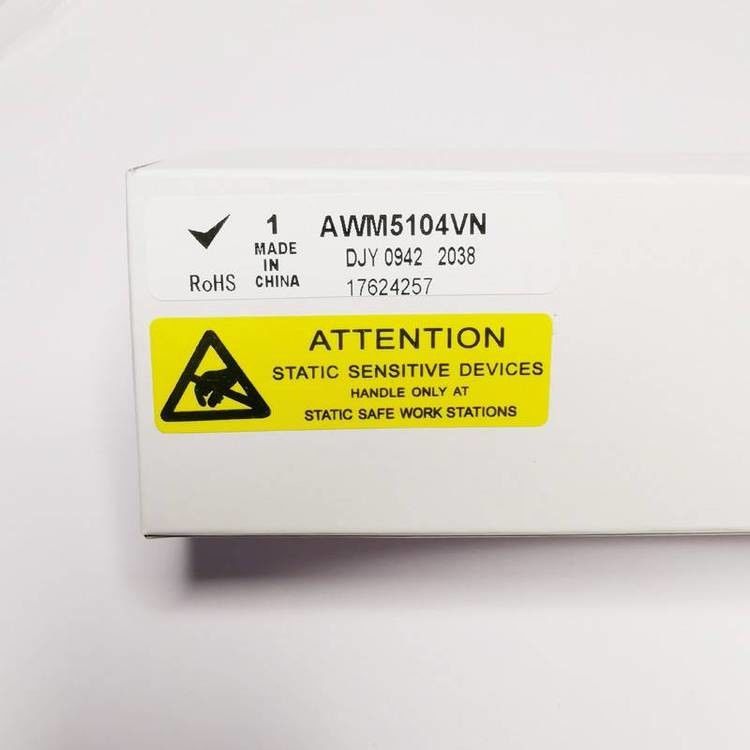 RoHS
1
MADE
IN
CHINA
AWM5104VN
DJY 0942 2038
17624257
ATTENTION
STATIC SENSITIVE DEVICES
HANDLE ONLY AT
STATIC SAFE WORK STATIONS